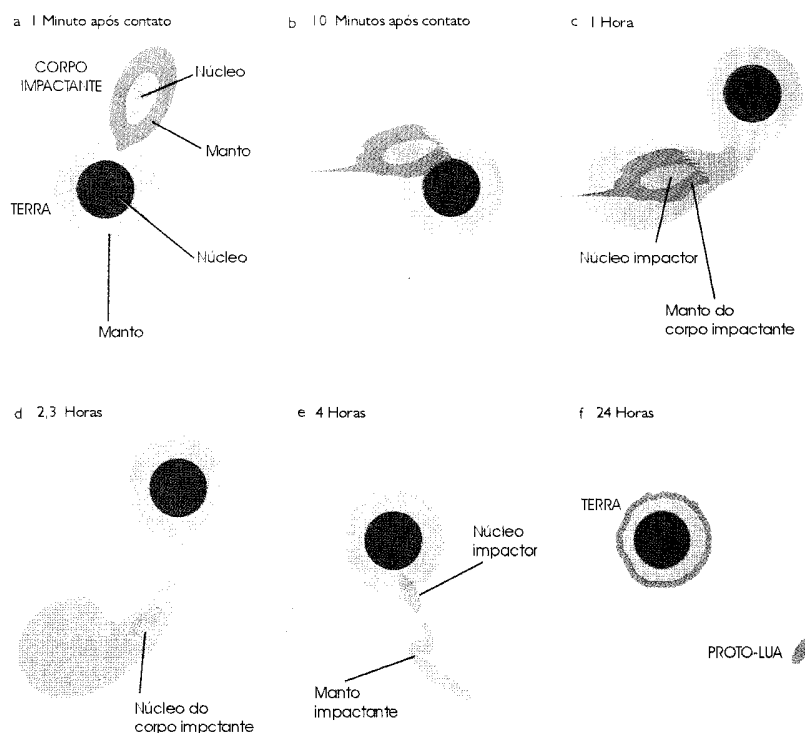 a 1 Minuto após contato
CORPO
IMPACTANTE
Núcleo
Manto
TERRA
Núcleo
Manto
b 10 Minutos após contato
c 1 Hora
Núcleo impactor
Manto do
corpo impactante
d 2,3 Horas
Núcleo do
corpo impctante
e 4 Horas
Núcleo
impactor
Manto
impactante
f 24 Horas
TERRA
PROTO-LUA